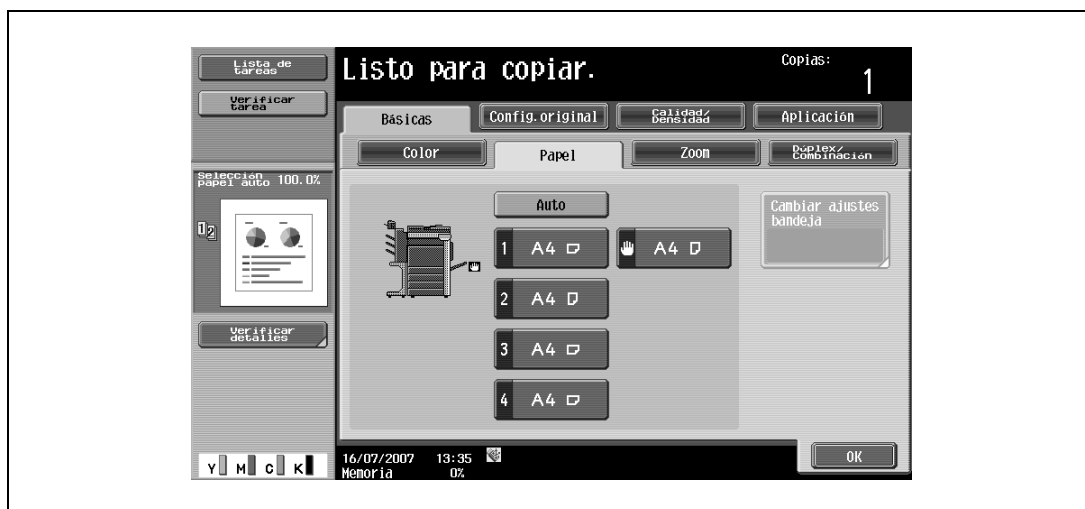 Lista de
tareas
Verificar
tarea
Listo para copiar.
Copias:
1
Básicas
Config.original
Calidad/
Densidad
Aplicación
Color
Papel
Zoom
Dúplex/
Combinación
Selección
papel auto 100.0%
12
Auto
1 A4
A4
2 A4
3 A4
4 A4
Cambiar ajustes
bandeja
Verificar
detalles
Y M C K
16/07/2007 13:35
Memoria 0%
OK